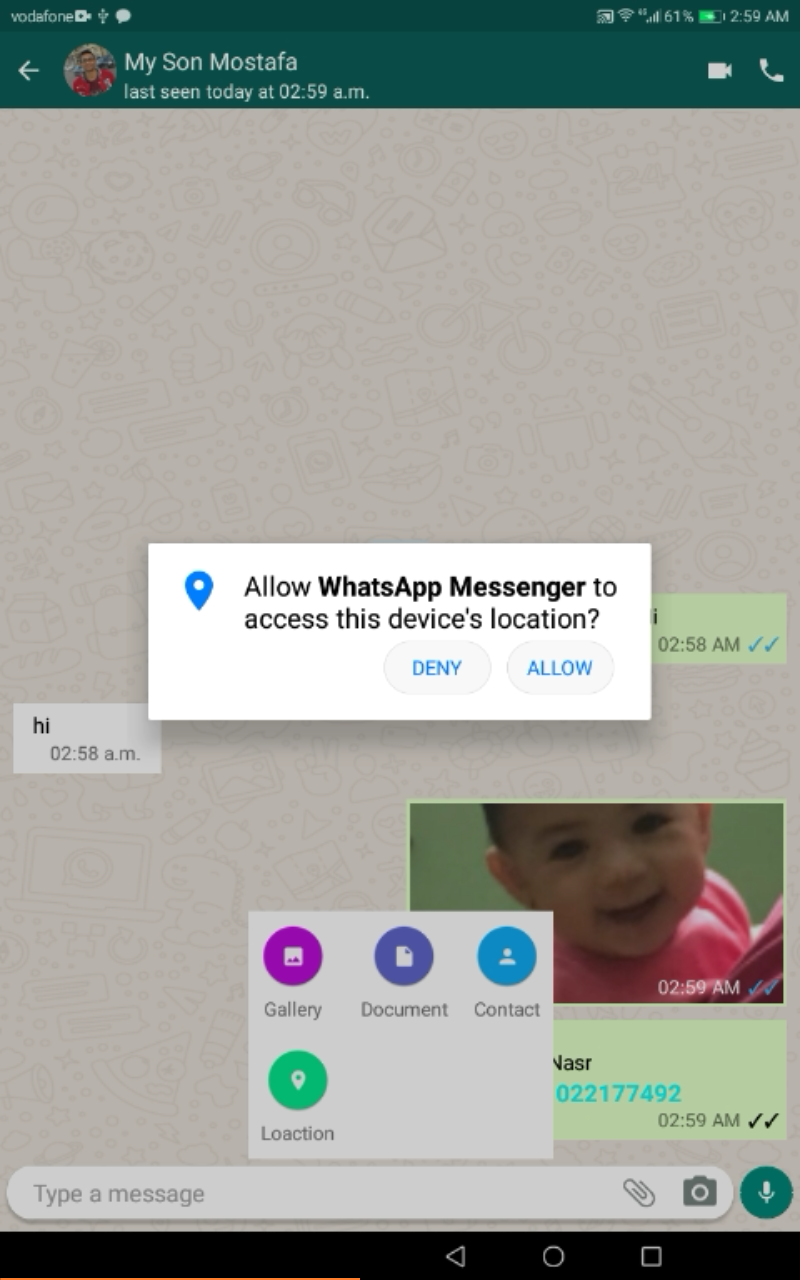 vodafone 61% 2:59 AM
My Son Mostafa
last seen today at 02:59 a.m.
Allow WhatsApp Messenger to
access this device's location?
DENY ALLOW
i
02:58 AM
hi
02:58 a.m.
02:59 AM
Gallery Document Contact
Nasr
022177492
02:59 AM
Loaction
Type a message